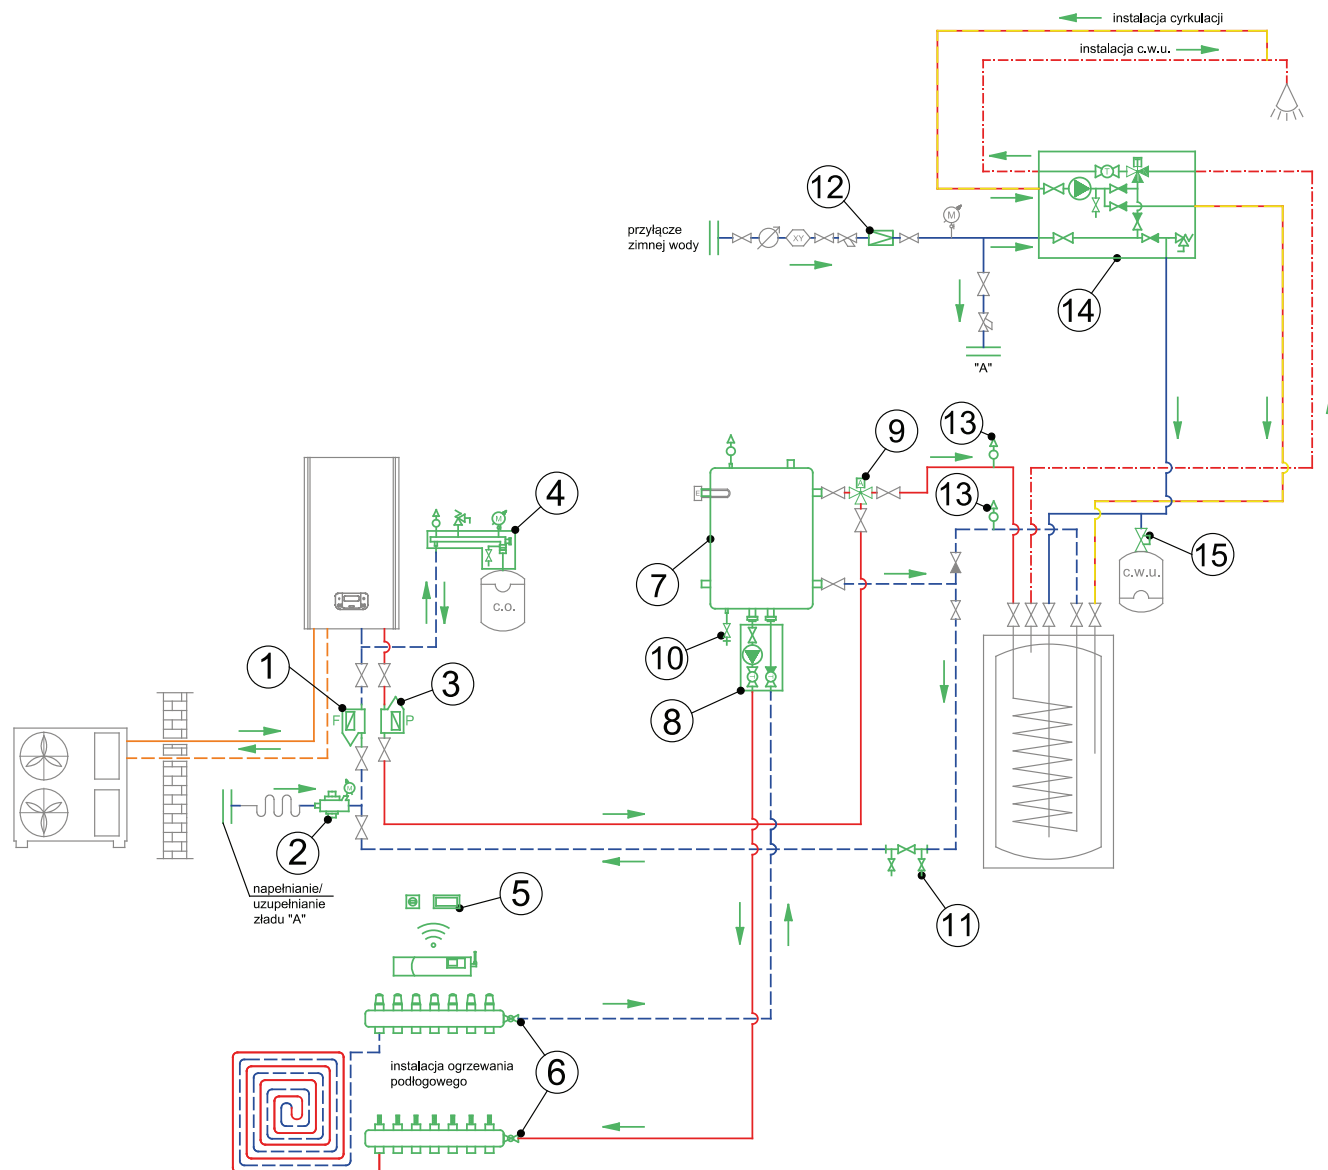 instalacja cyrkulacji
instalacja c.w.u.
12
M
przyłącze
zimnej wody
XY
T
14
"A"
13
9
A
13
4
E
M
7
15
c.w.u.
c.o.
10
1
3
8
F
P
M
2
napełnianie/
uzupełnianie
zładu "A"
5
11
6
instalacja ogrzewania
podłogowego